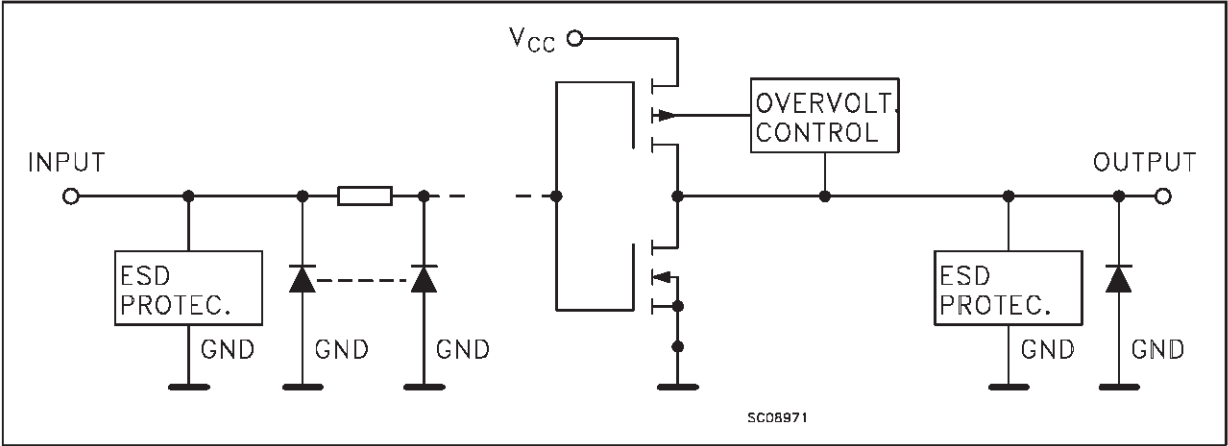 VCC
OVERVOLT.
CONTROL
INPUT
OUTPUT
ESD
PROTEC.
ESD
PROTEC.
GND
GND
GND
GND
GND
SC08971